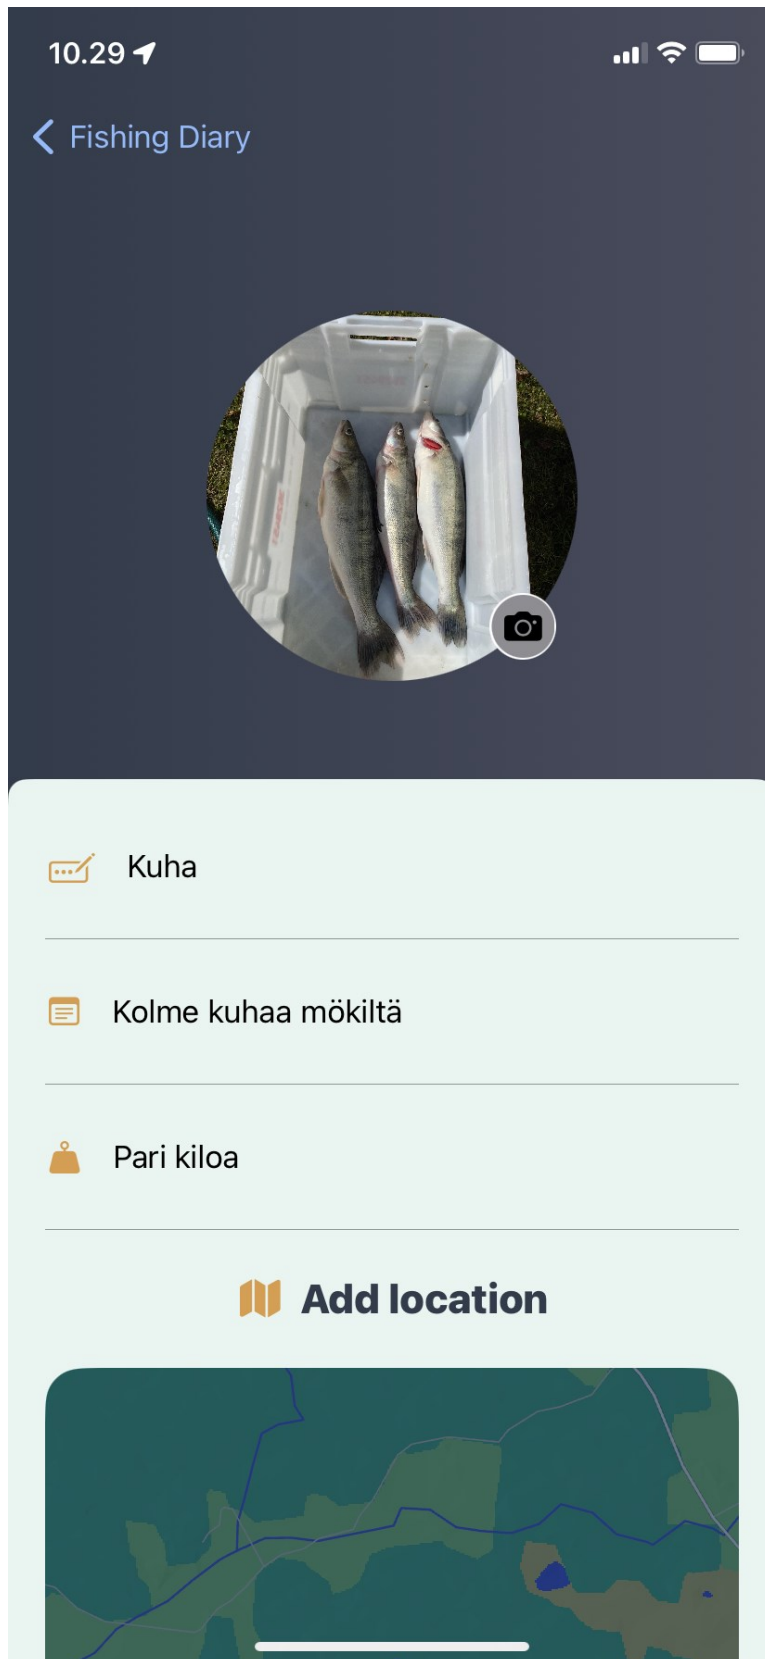 10.29
Fishing Diary
Kuha
Kolme kuhaa mökiltä
Pari kiloa
Add location